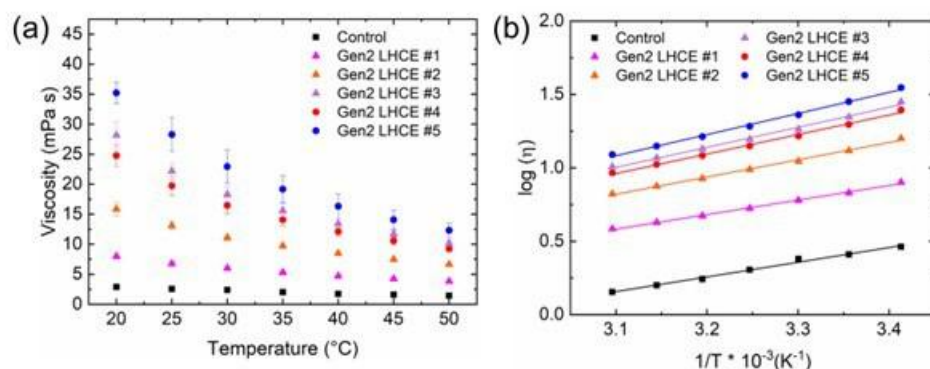 (a)
45
40
35
30
25
20
15
10
5
0
Viscosity (mPa s)
Control
Gen2 LHCE #1
Gen2 LHCE #2
Gen2 LHCE #3
Gen2 LHCE #4
Gen2 LHCE #5
20 25 30 35 40 45 50
Temperature (°C)
(b)
2.0
1.5
1.0
0.5
0.0
log (η)
Control
Gen2 LHCE #1
Gen2 LHCE #2
Gen2 LHCE #3
Gen2 LHCE #4
Gen2 LHCE #5
3.1 3.2 3.3 3.4
1/T * 10⁻³(K⁻¹)